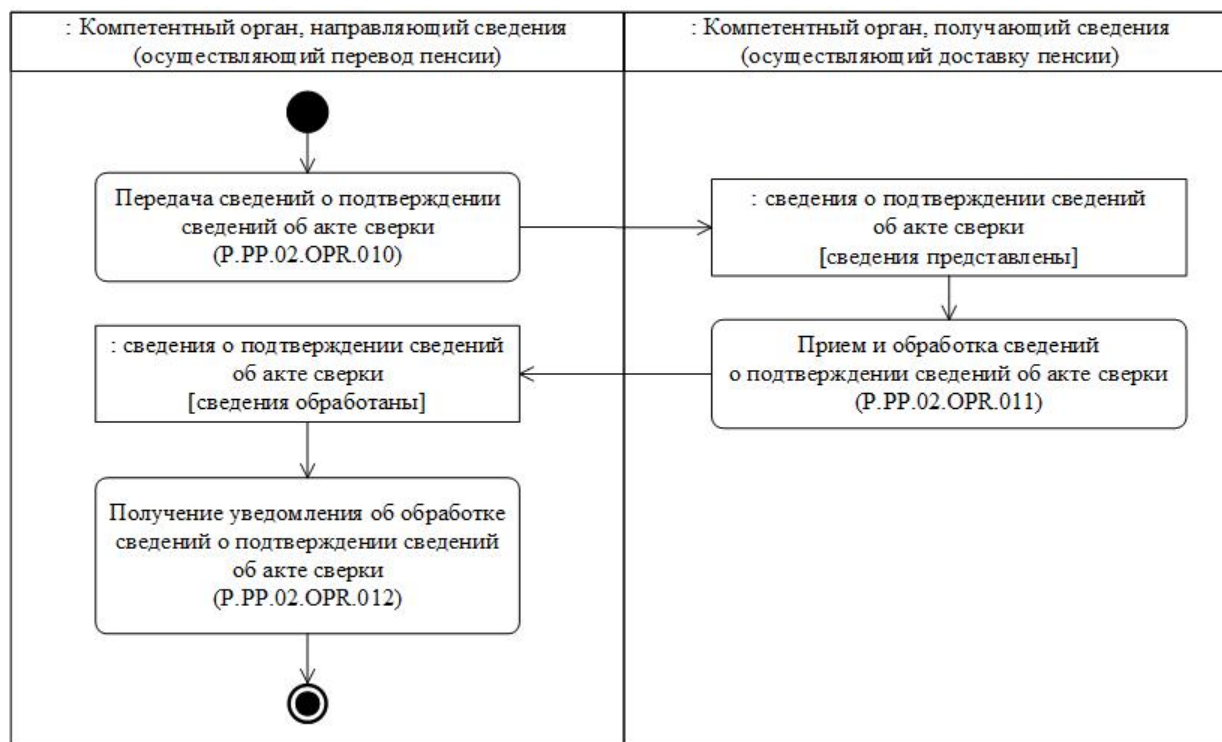 : Компетентный орган, направляющий сведения
(осуществляющий перевод пенсии)
: Компетентный орган, получающий сведения
(осуществляющий доставку пенсии)
Передача сведений о подтверждении
сведений об акте сверки
(P.PP.02.OPR.010)
: сведения о подтверждении сведений
об акте сверки
[сведения представлены]
: сведения о подтверждении сведений
об акте сверки
[сведения обработаны]
Прием и обработка сведений
о подтверждении сведений об акте сверки
(P.PP.02.OPR.011)
Получение уведомления об обработке
сведений о подтверждении сведений
об акте сверки
(P.PP.02.OPR.012)